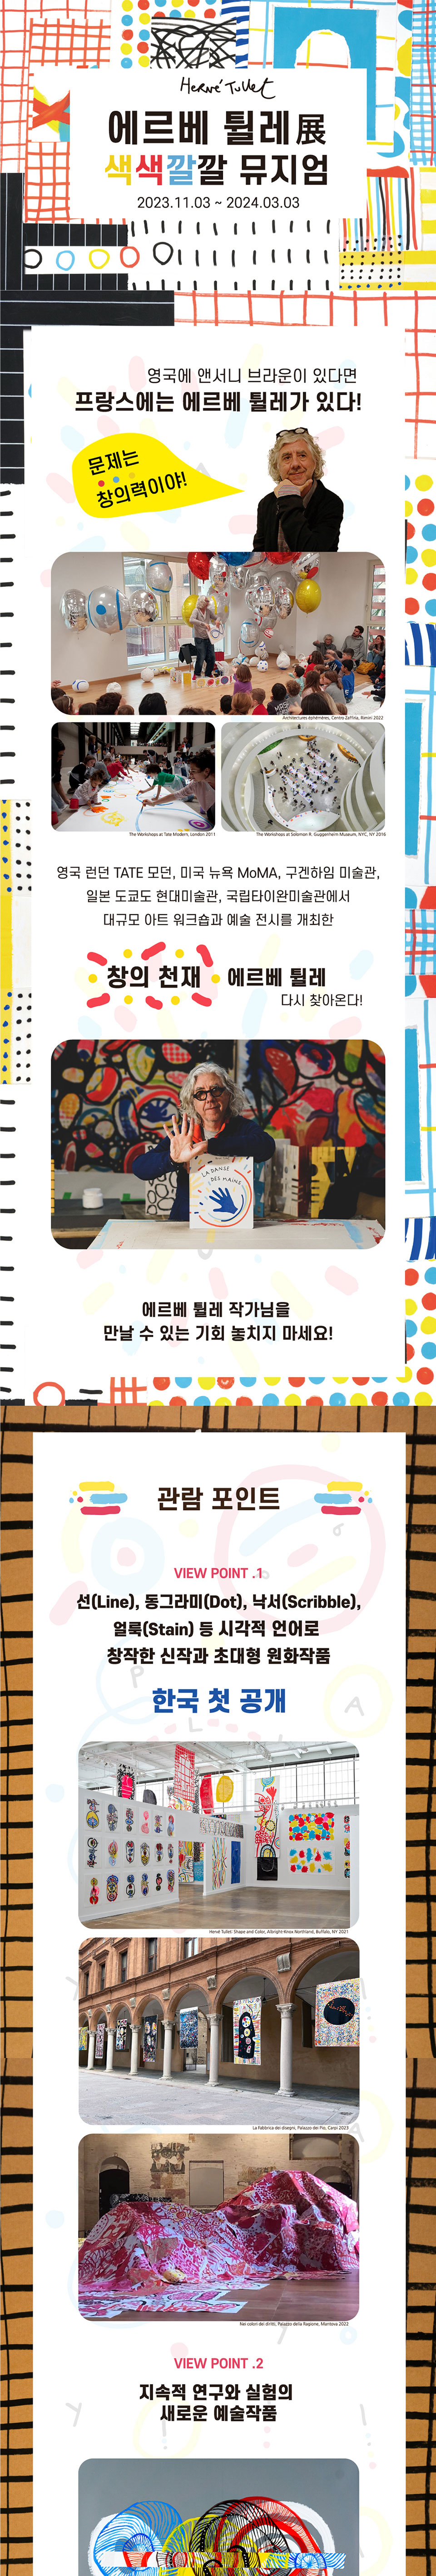 Hervé Tullet
에르베 튈레展
색색깔깔 뮤지엄
2023.11.03 ~ 2024.03.03
영국에 앤서니 브라운이 있다면
프랑스에는 에르베 튈레가 있다!
문제는
창의력이야!
Architectures éphémères, Centro Zaffiria, Rimini 2022
The Workshops at Tate Modern, London 2011
The Workshops at Solomon R. Guggenheim Museum, NYC, NY 2016
영국 런던 TATE 모던, 미국 뉴욕 MoMA, 구겐하임 미술관,
일본 도쿄도 현대미술관, 국립타이완미술관에서
대규모 아트 워크숍과 예술 전시를 개최한
창의 천재 에르베 튈레
다시 찾아온다!
LA DANSE
DES MAINS
에르베 튈레 작가님을
만날 수 있는 기회 놓치지 마세요!
관람 포인트
VIEW POINT .1
선(Line), 동그라미(Dot), 낙서(Scribble),
얼룩(Stain) 등 시각적 언어로
창작한 신작과 초대형 원화작품
한국 첫 공개
Hervé Tullet: Shape and Color, Albright-Knox Northland, Buffalo, NY 2021
La Fabbrica dei disegni, Palazzo dei Pio, Carpi 2023
Nei colori dei diritti, Palazzo della Ragione, Mantova 2022
VIEW POINT .2
지속적 연구와 실험의
새로운 예술작품